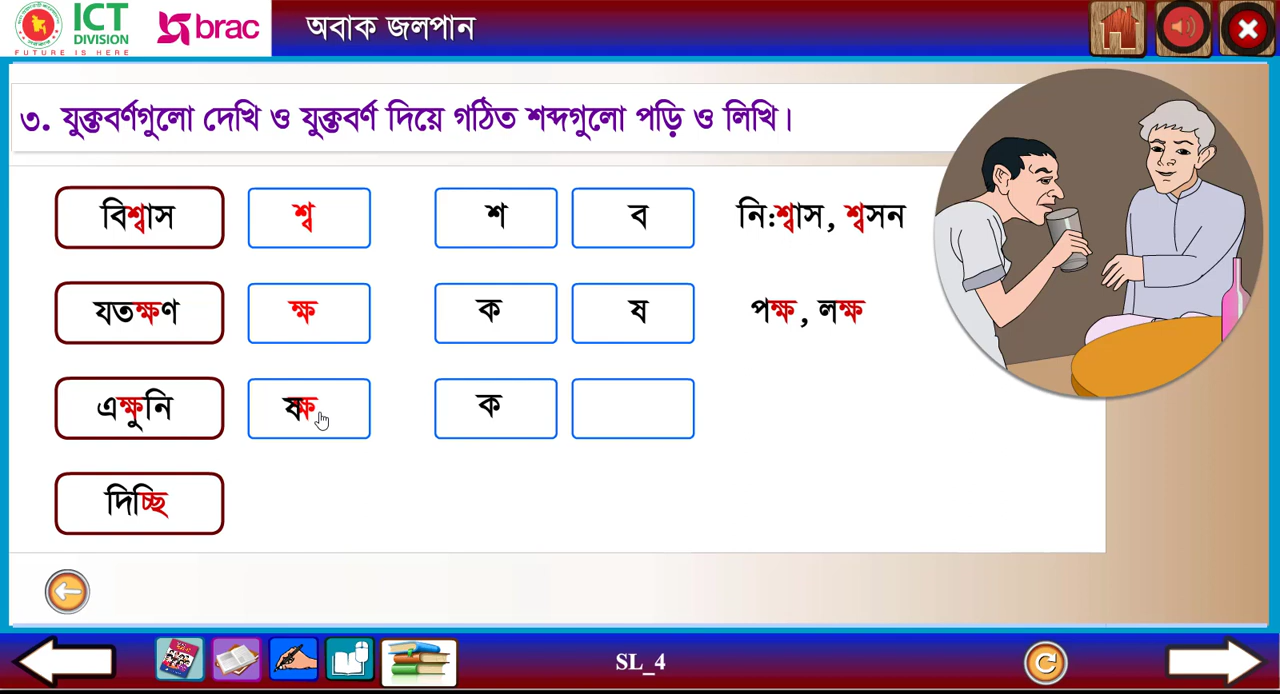 ICT
DIVISION
FUTURE IS HERE
brac
অবাক জলপান
৩. যুক্তবর্ণগুলো দেখি ও যুক্তবর্ণ দিয়ে গঠিত শব্দগুলো পড়ি ও লিখি।
বিশ্বাস শ্ব শ ব নি:শ্বাস, শ্বসন
যতক্ষণ ক্ষ ক ষ পক্ষ, লক্ষ
এক্ষুনি ষ ক্ষ ক
দিচ্ছি
SL_4